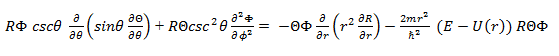 RΦ cscθ ∂/∂θ (sinθ ∂Θ/∂θ) + RΘcsc²θ ∂²Φ/∂ϕ² = −ΘΦ ∂/∂r (r² ∂R/∂r) − 2mr²/ℏ² (E − U(r)) RΘΦ